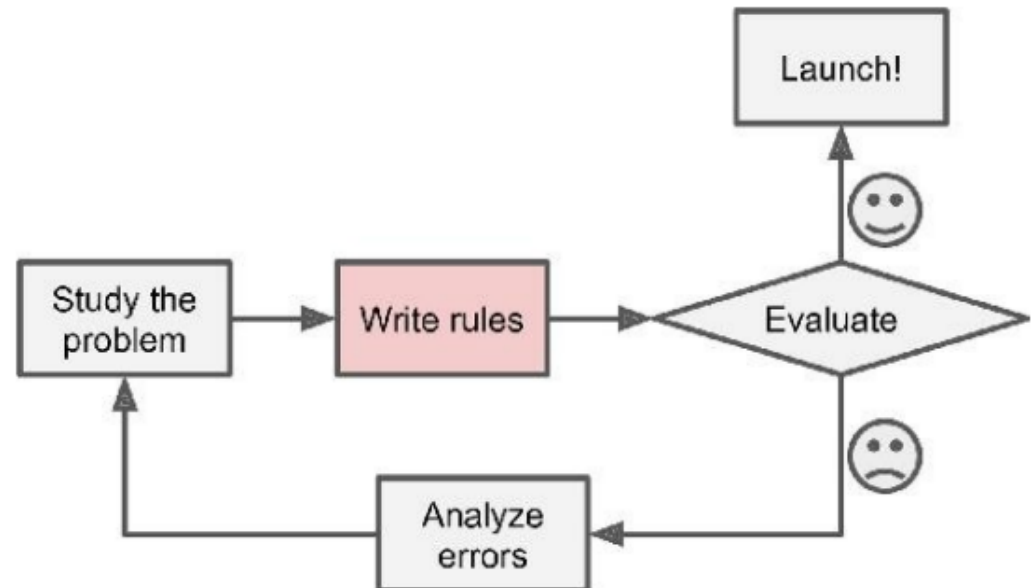 Launch!
Study the
problem
Write rules
Evaluate
Analyze
errors